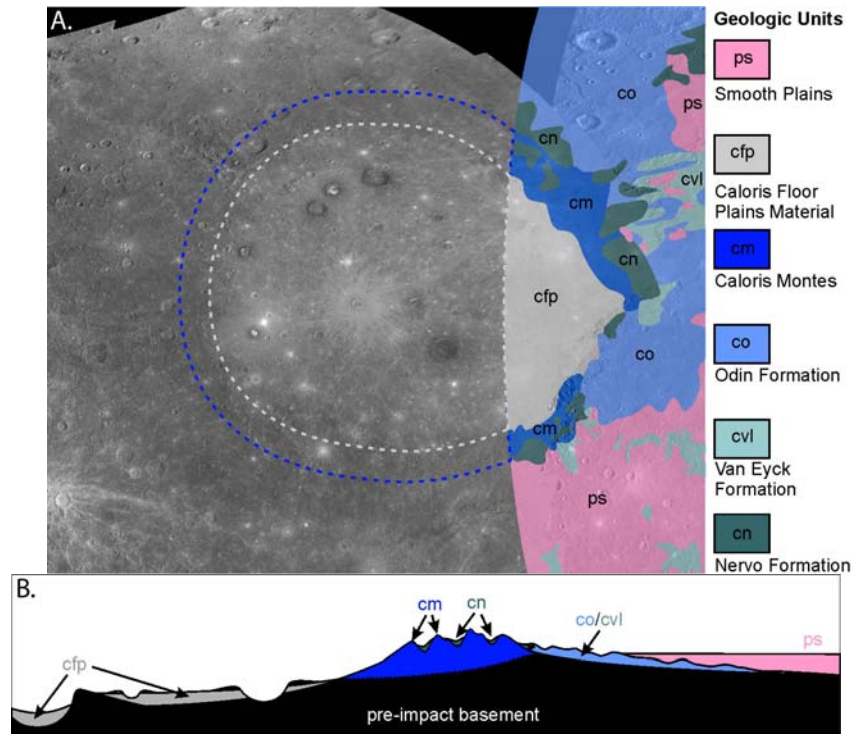 A.
co
ps
cn
cvl
cm
cn
cfp
co
cm
ps
Geologic Units
ps
Smooth Plains
cfp
Caloris Floor
Plains Material
cm
Caloris Montes
co
Odin Formation
cvl
Van Eyck
Formation
cn
Nervo Formation
B.
cm
cn
co/cvl
ps
cfp
pre-impact basement